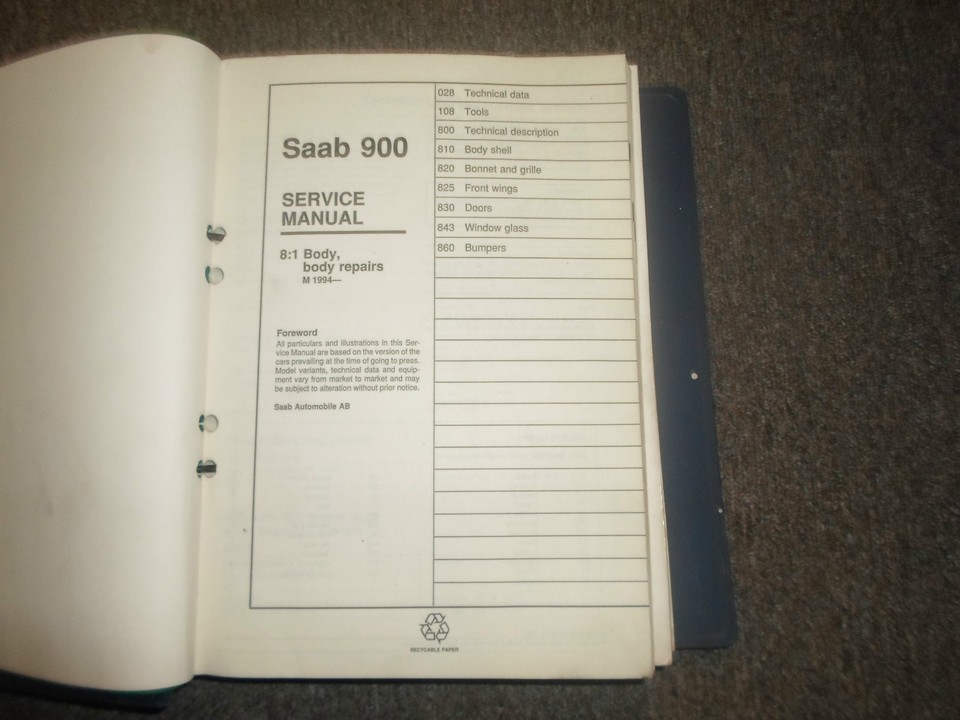 Saab 900
SERVICE
MANUAL
8:1 Body,
body repairs
M 1994—
Foreword
All particulars and illustrations in this Ser-
vice Manual are based on the version of the
cars prevailing at the time of going to press.
Model variants, technical data and equip-
ment vary from market to market and may
be subject to alteration without prior notice.
Saab Automobile AB
028 Technical data
108 Tools
800 Technical description
810 Body shell
820 Bonnet and grille
825 Front wings
830 Doors
843 Window glass
860 Bumpers
RECYCABLE PAPER